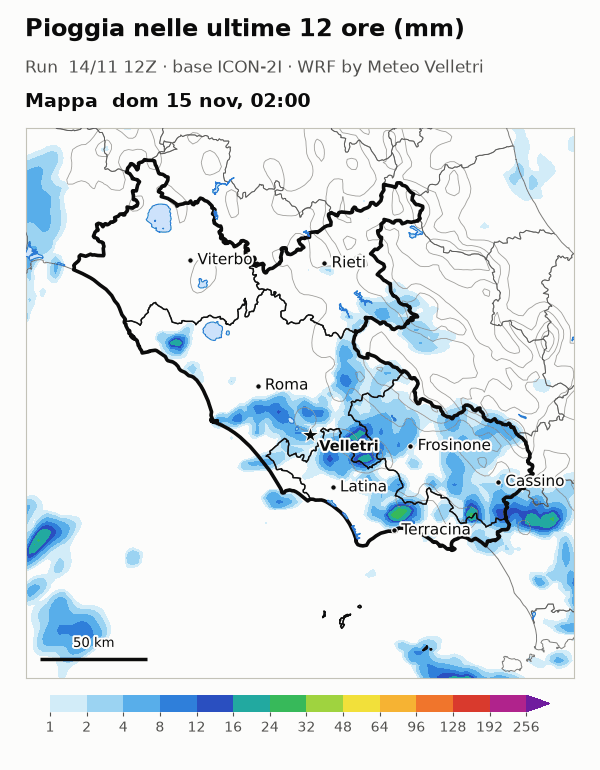 Pioggia nelle ultime 12 ore (mm)
Run 14/11 12Z · base ICON-2I · WRF by Meteo Velletri
Mappa dom 15 nov, 02:00
Viterbo
Rieti
Roma
Velletri
Frosinone
Cassino
Latina
Terracina
50 km
1 2 4 8 12 16 24 32 48 64 96 128 192 256